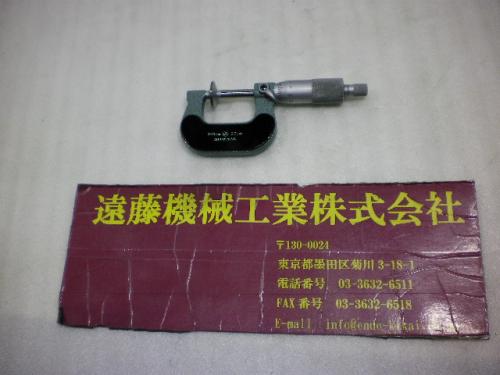 遠藤機械工業株式会社
〒130-0024
東京都墨田区菊川3-18-1
電話番号 03-3632-6511
FAX番号 03-3632-6518
E-mail